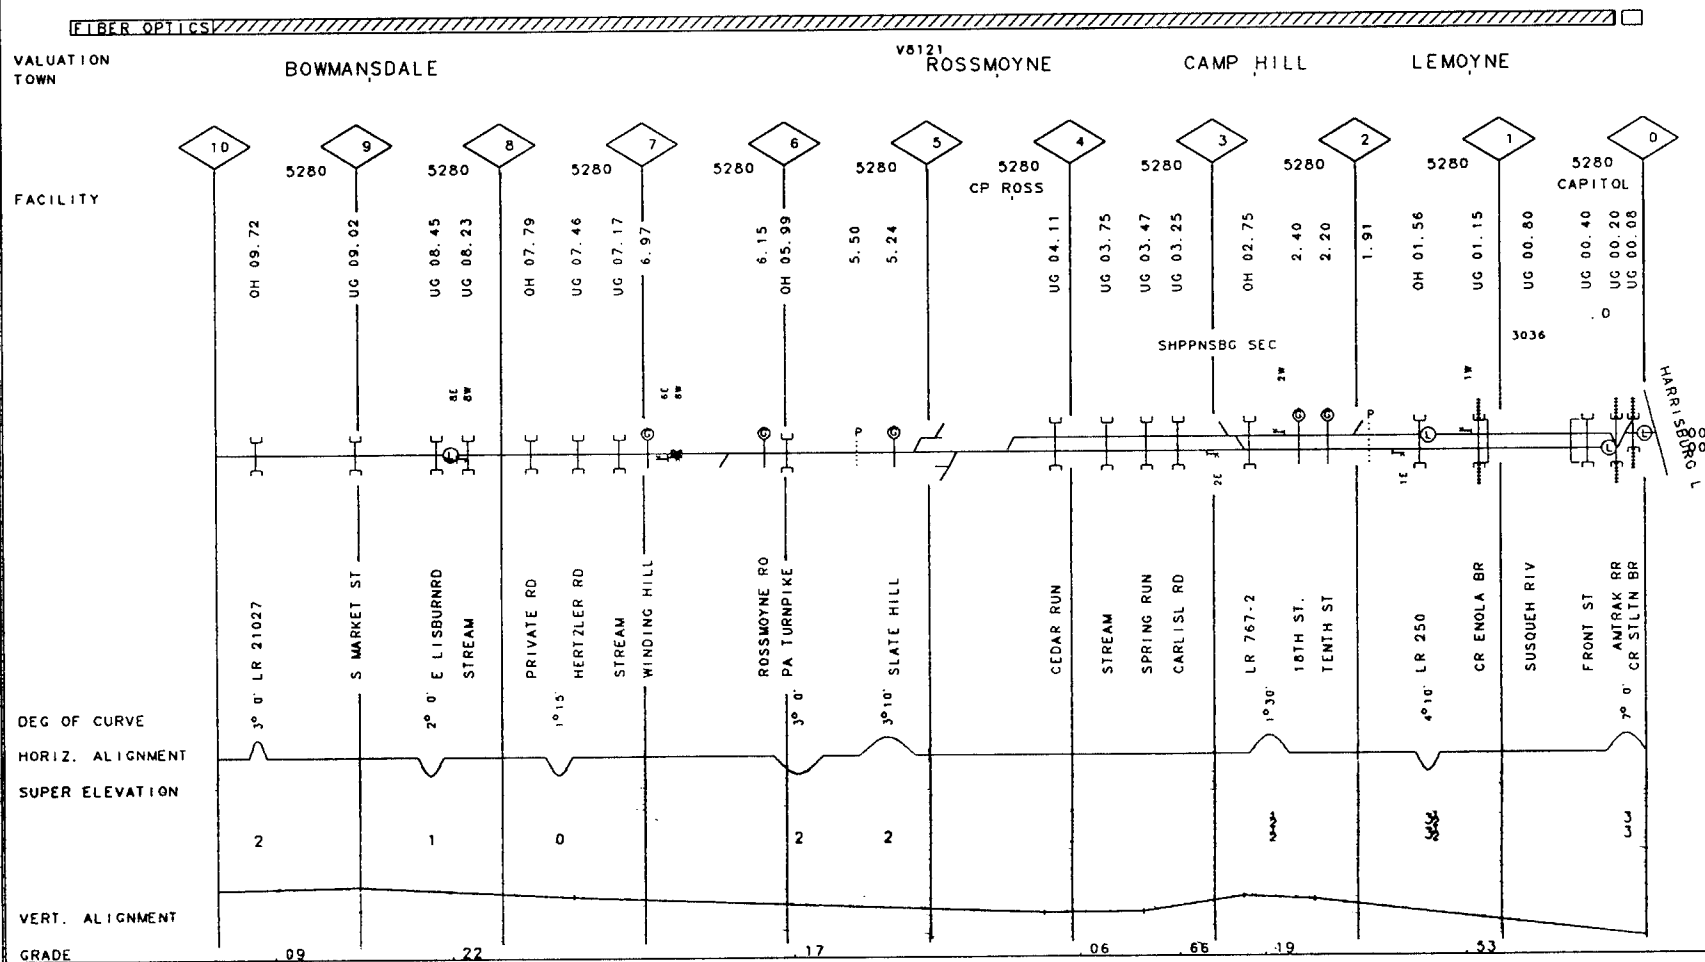 FIBER OPTICS
VALUATION
TOWN
BOWMANSDALE
V8121
ROSSMOYNE
CAMP HILL
LEMOYNE
10 9 8 7 6 5 4 3 2 1 0
5280 5280 5280 5280 5280 5280 5280 5280 5280 5280
CP ROSS
CAPITOL
FACILITY
OH 09.72
UG 09.02
UG 08.45
UG 08.23
OH 07.79
UG 07.46
UG 07.17
6.97
6.15
OH 05.99
5.50
5.24
UG 04.11
UG 03.75
UG 03.47
UG 03.25
OH 02.75
2.40
2.20
1.91
OH 01.56
UG 01.15
UG 00.80
UG 00.40
UG 00.20
UG 00.08
.0
3036
SHPPNSBG SEC
8E
8W
6E
8W
2W
1W
HARRISBURG L
L G G P G G G P L L L
2E
1E
LR 21027
S MARKET ST
E LISBURNRD
STREAM
PRIVATE RD
HERTZLER RD
STREAM
WINDING HILL
ROSSMOYNE RO
PA TURNPIKE
SLATE HILL
CEDAR RUN
STREAM
SPRING RUN
CARLISL RD
LR 767-2
18TH ST.
TENTH ST
LR 250
CR ENOLA BR
SUSQUEH RIV
FRONT ST
AMTRAK RR
CR STLTN BR
DEG OF CURVE
3° 0' 2° 0' 1°15' 3° 0' 3°10' 1°30' 4°10' 7° 0'
HORIZ. ALIGNMENT
SUPER ELEVATION
2 1 0 2 2
VERT. ALIGNMENT
GRADE
.09 .22 .17 .06 .66 .19 .53